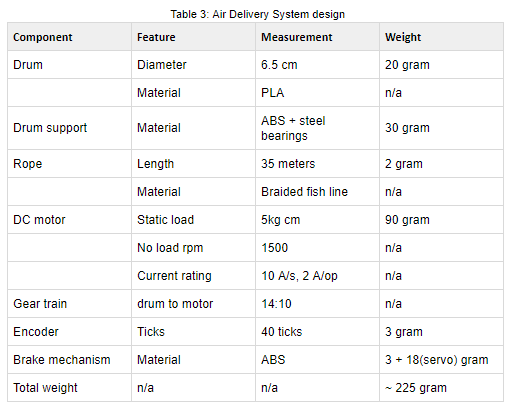 Table 3: Air Delivery System design
Component Feature Measurement Weight
Drum Diameter 6.5 cm 20 gram
Material PLA n/a
Drum support Material ABS + steel bearings 30 gram
Rope Length 35 meters 2 gram
Material Braided fish line n/a
DC motor Static load 5kg cm 90 gram
No load rpm 1500 n/a
Current rating 10 A/s, 2 A/op n/a
Gear train drum to motor 14:10 n/a
Encoder Ticks 40 ticks 3 gram
Brake mechanism Material ABS 3 + 18(servo) gram
Total weight n/a n/a ~ 225 gram